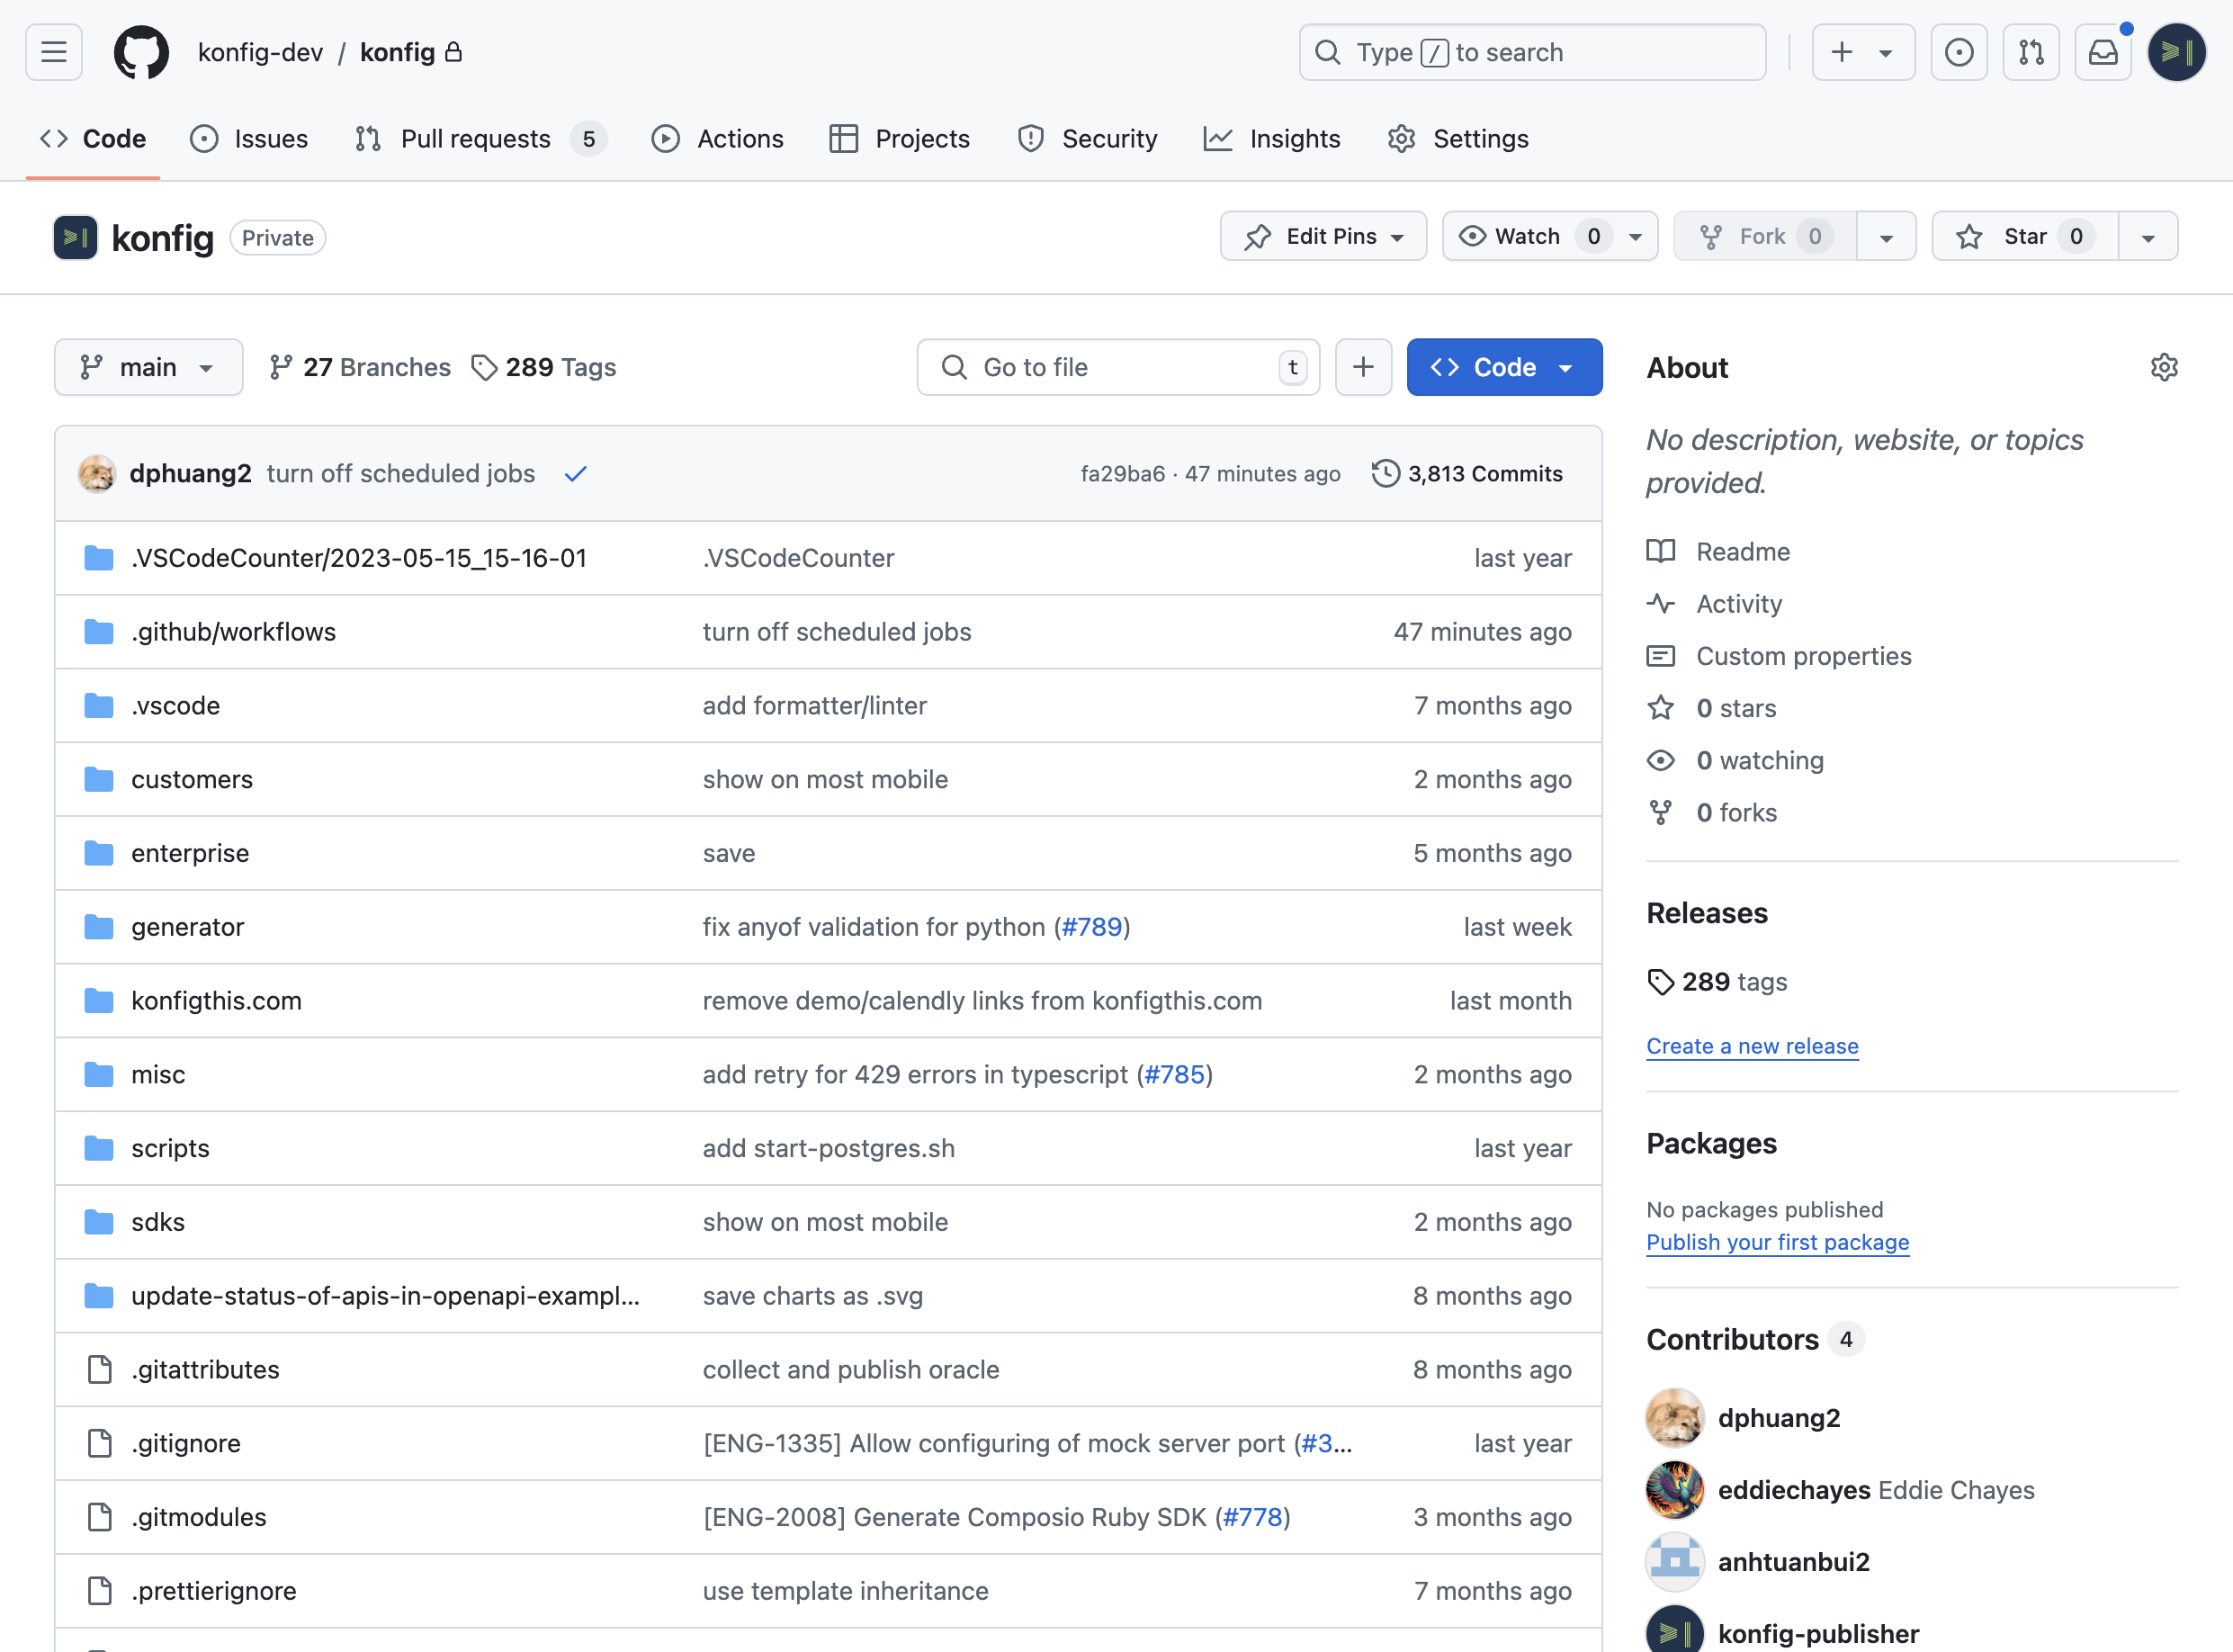 konfig-dev / konfig
Type / to search
Code Issues Pull requests 5 Actions Projects Security Insights Settings
konfig Private
Edit Pins Watch 0 Fork 0 Star 0
main 27 Branches 289 Tags
Go to file t
Code
dphuang2 turn off scheduled jobs fa29ba6 · 47 minutes ago 3,813 Commits
.VSCodeCounter/2023-05-15_15-16-01 .VSCodeCounter last year
.github/workflows turn off scheduled jobs 47 minutes ago
.vscode add formatter/linter 7 months ago
customers show on most mobile 2 months ago
enterprise save 5 months ago
generator fix anyof validation for python (#789) last week
konfigthis.com remove demo/calendly links from konfigthis.com last month
misc add retry for 429 errors in typescript (#785) 2 months ago
scripts add start-postgres.sh last year
sdks show on most mobile 2 months ago
update-status-of-apis-in-openapi-exampl... save charts as .svg 8 months ago
.gitattributes collect and publish oracle 8 months ago
.gitignore [ENG-1335] Allow configuring of mock server port (#3... last year
.gitmodules [ENG-2008] Generate Composio Ruby SDK (#778) 3 months ago
.prettierignore use template inheritance 7 months ago
About
No description, website, or topics
provided.
Readme
Activity
Custom properties
0 stars
0 watching
0 forks
Releases
289 tags
Create a new release
Packages
No packages published
Publish your first package
Contributors 4
dphuang2
eddiechayes Eddie Chayes
anhtuanbui2
konfig-publisher